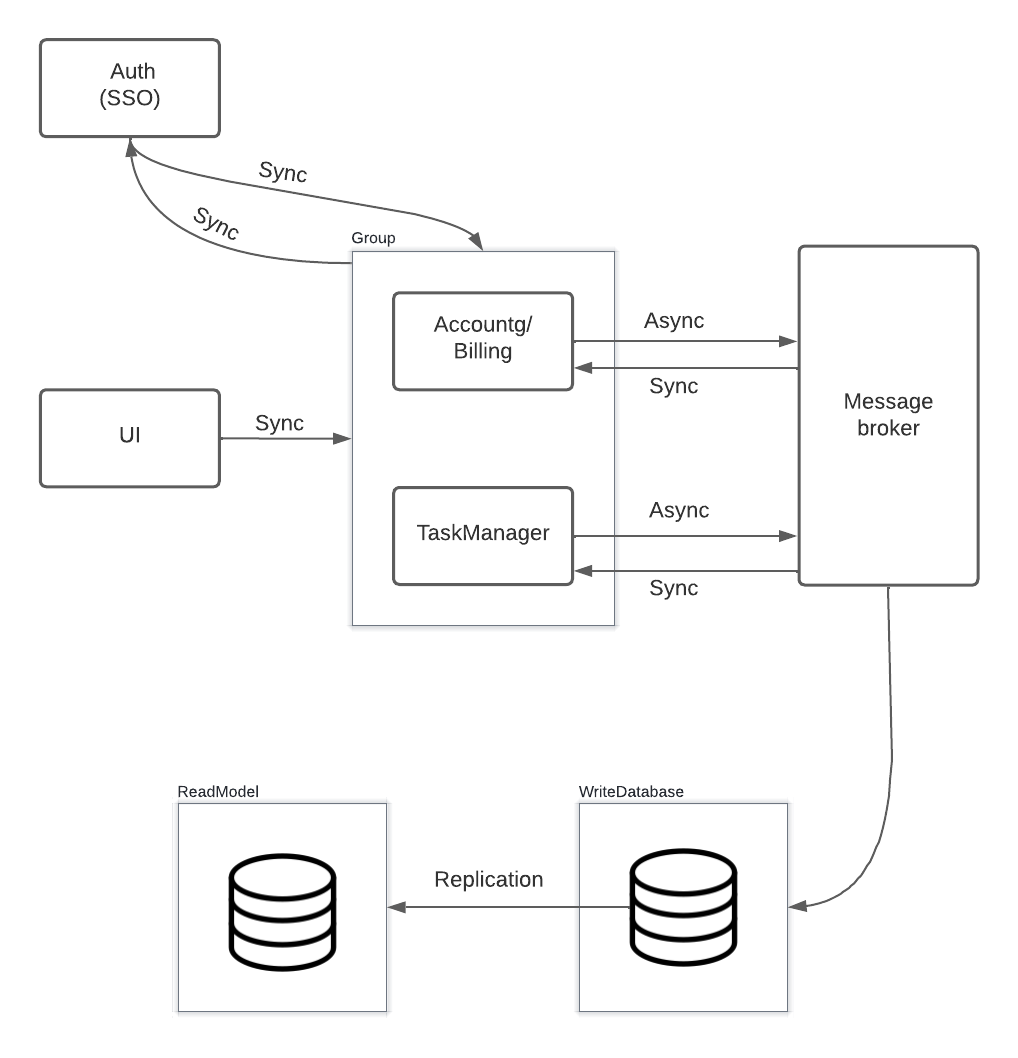 Auth
(SSO)
Sync
Sync
Group
Accountg/
Billing
Async
Sync
Message
broker
UI
Sync
TaskManager
Async
Sync
ReadModel
WriteDatabase
Replication